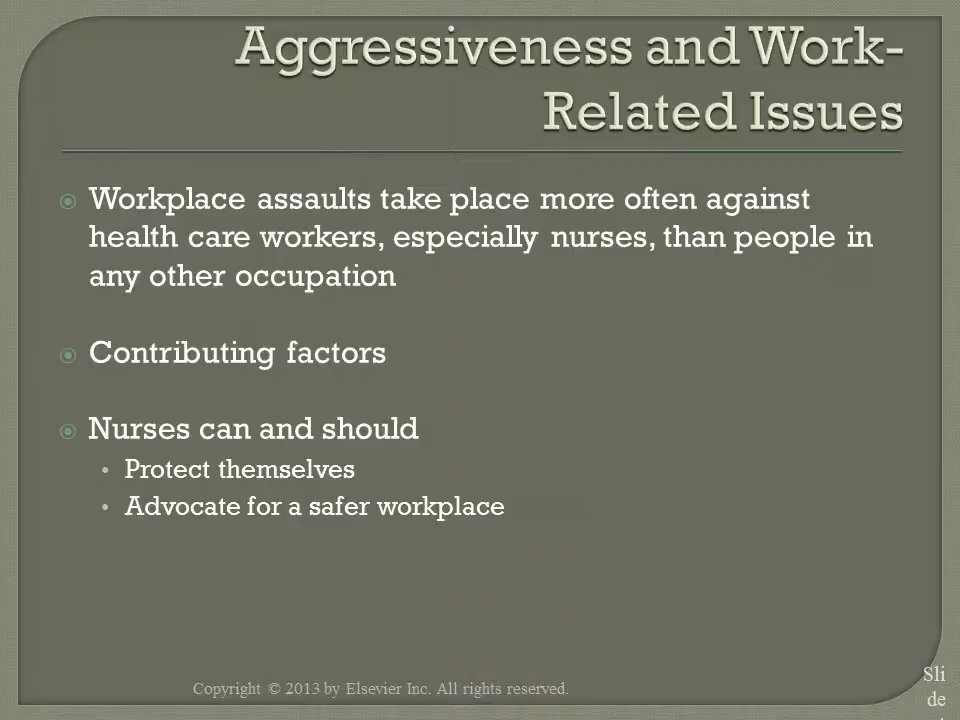 Aggressiveness and Work-
Related Issues
Workplace assaults take place more often against
health care workers, especially nurses, than people in
any other occupation
Contributing factors
Nurses can and should
• Protect themselves
• Advocate for a safer workplace
Copyright © 2013 by Elsevier Inc. All rights reserved.
Sli
de